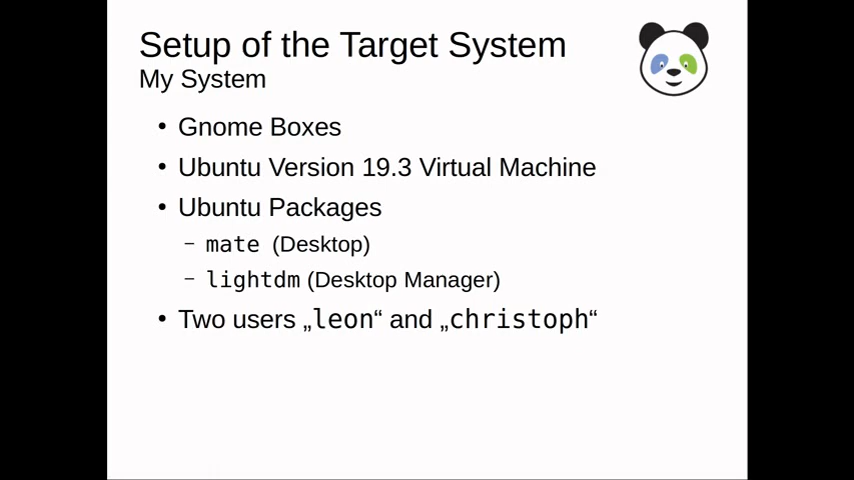 Setup of the Target System
My System
• Gnome Boxes
• Ubuntu Version 19.3 Virtual Machine
• Ubuntu Packages
– mate (Desktop)
– lightdm (Desktop Manager)
• Two users „leon“ and „christoph“